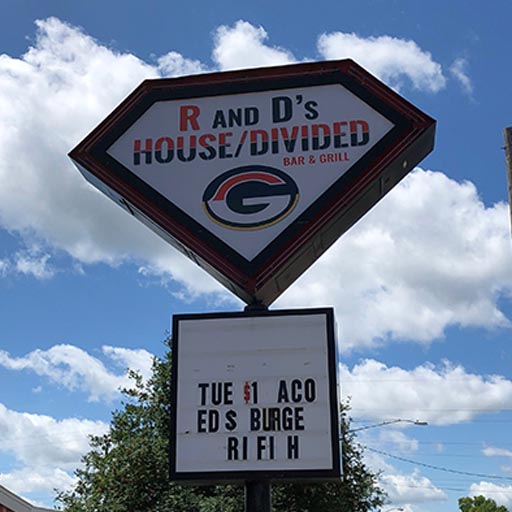 R AND D's
HOUSE/DIVIDED
BAR & GRILL
G
TUE $1 ACO
ED S BURGE
RI FI H